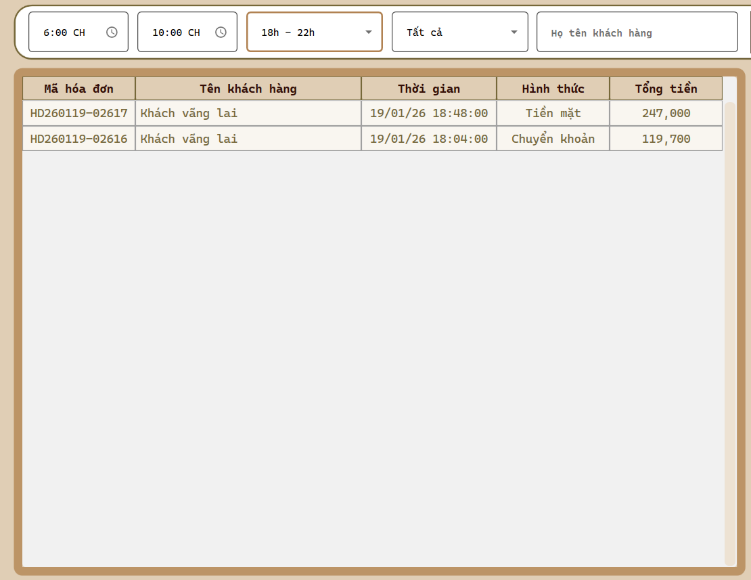 6:00 CH 10:00 CH 18h - 22h Tất cả Họ tên khách hàng
Mã hóa đơn Tên khách hàng Thời gian Hình thức Tổng tiền
HD260119-02617 Khách vãng lai 19/01/26 18:48:00 Tiền mặt 247,000
HD260119-02616 Khách vãng lai 19/01/26 18:04:00 Chuyển khoản 119,700